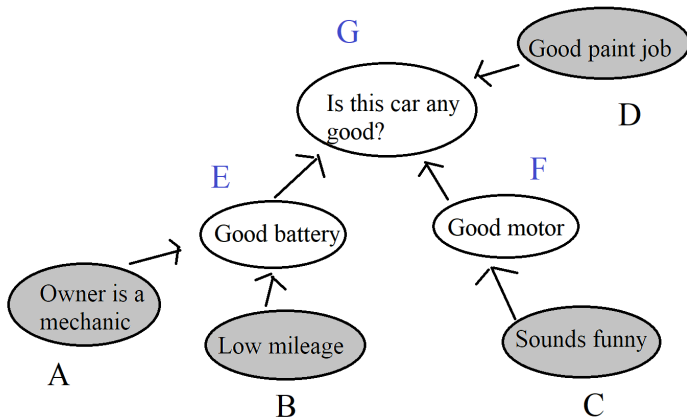 G
Good paint job
Is this car any
good?
D
E
F
Good battery
Good motor
Owner is a
mechanic
Low mileage
Sounds funny
A
B
C